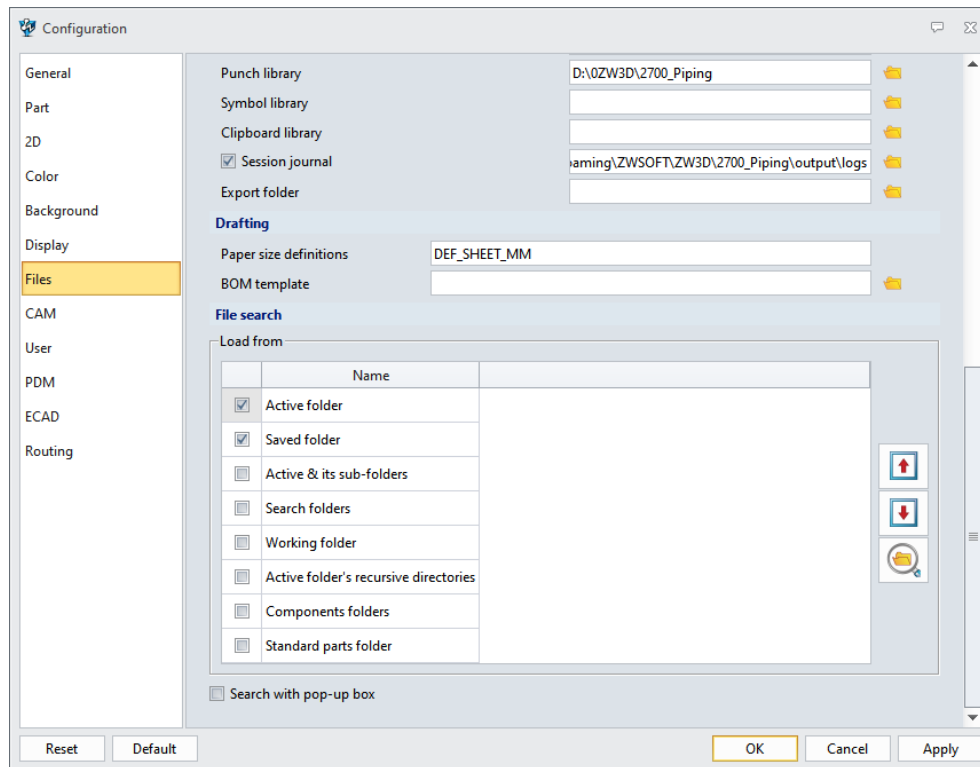 Configuration
General
Part
2D
Color
Background
Display
Files
CAM
User
PDM
ECAD
Routing
Punch library D:\0ZW3D\2700_Piping
Symbol library
Clipboard library
Session journal aming\ZWSOFT\ZW3D\2700_Piping\output\logs
Export folder
Drafting
Paper size definitions DEF_SHEET_MM
BOM template
File search
Load from
Name
Active folder
Saved folder
Active & its sub-folders
Search folders
Working folder
Active folder's recursive directories
Components folders
Standard parts folder
Search with pop-up box
Reset Default OK Cancel Apply